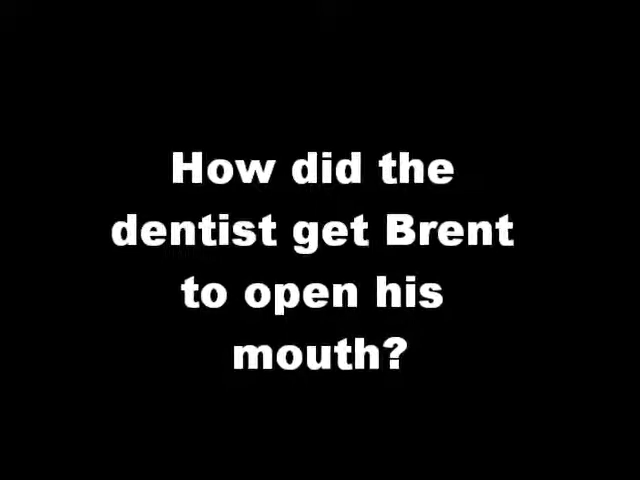 How did the
dentist get Brent
to open his
mouth?